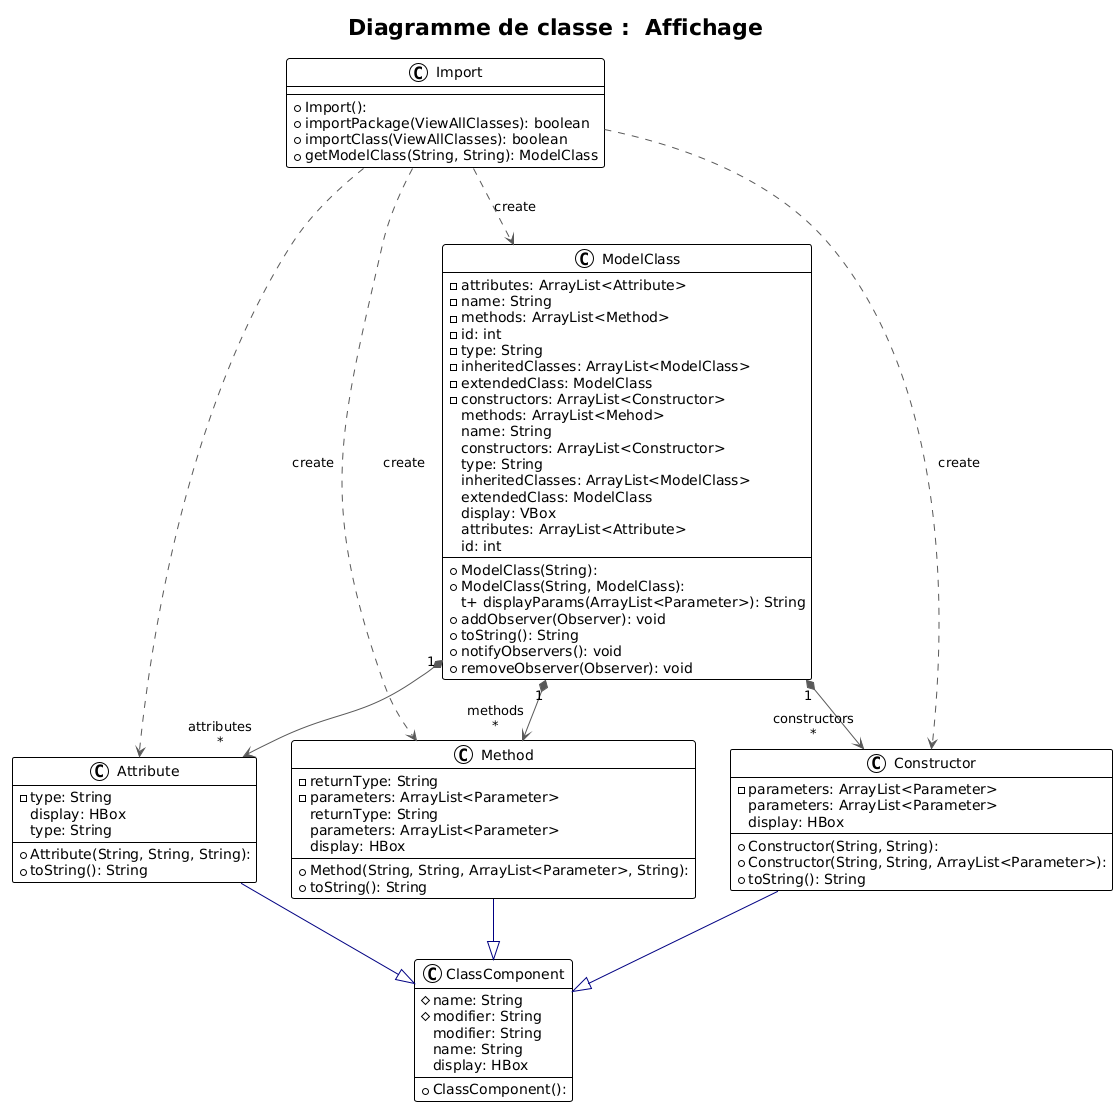 Diagramme de classe :  Affichage
C Import
Import():
importPackage(ViewAllClasses): boolean
importClass(ViewAllClasses): boolean
getModelClass(String, String): ModelClass
create
C ModelClass
attributes: ArrayList<Attribute>
name: String
methods: ArrayList<Method>
id: int
type: String
inheritedClasses: ArrayList<ModelClass>
extendedClass: ModelClass
constructors: ArrayList<Constructor>
methods: ArrayList<Mehod>
name: String
constructors: ArrayList<Constructor>
type: String
inheritedClasses: ArrayList<ModelClass>
extendedClass: ModelClass
display: VBox
attributes: ArrayList<Attribute>
id: int
ModelClass(String):
ModelClass(String, ModelClass):
t+ displayParams(ArrayList<Parameter>): String
addObserver(Observer): void
toString(): String
notifyObservers(): void
removeObserver(Observer): void
create
create
create
1
1
1
attributes
*
methods
*
constructors
*
C Attribute
type: String
display: HBox
type: String
Attribute(String, String, String):
toString(): String
C Method
returnType: String
parameters: ArrayList<Parameter>
returnType: String
parameters: ArrayList<Parameter>
display: HBox
Method(String, String, ArrayList<Parameter>, String):
toString(): String
C Constructor
parameters: ArrayList<Parameter>
parameters: ArrayList<Parameter>
display: HBox
Constructor(String, String):
Constructor(String, String, ArrayList<Parameter>):
toString(): String
C ClassComponent
name: String
modifier: String
modifier: String
name: String
display: HBox
ClassComponent():